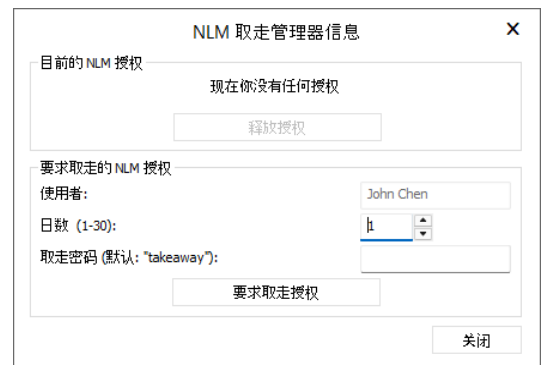 NLM 取走管理器信息
目前的 NLM 授权
现在你没有任何授权
释放授权
要求取走的 NLM 授权
使用者: John Chen
日数 (1-30): 1
取走密码 (默认: "takeaway"):
要求取走授权
关闭